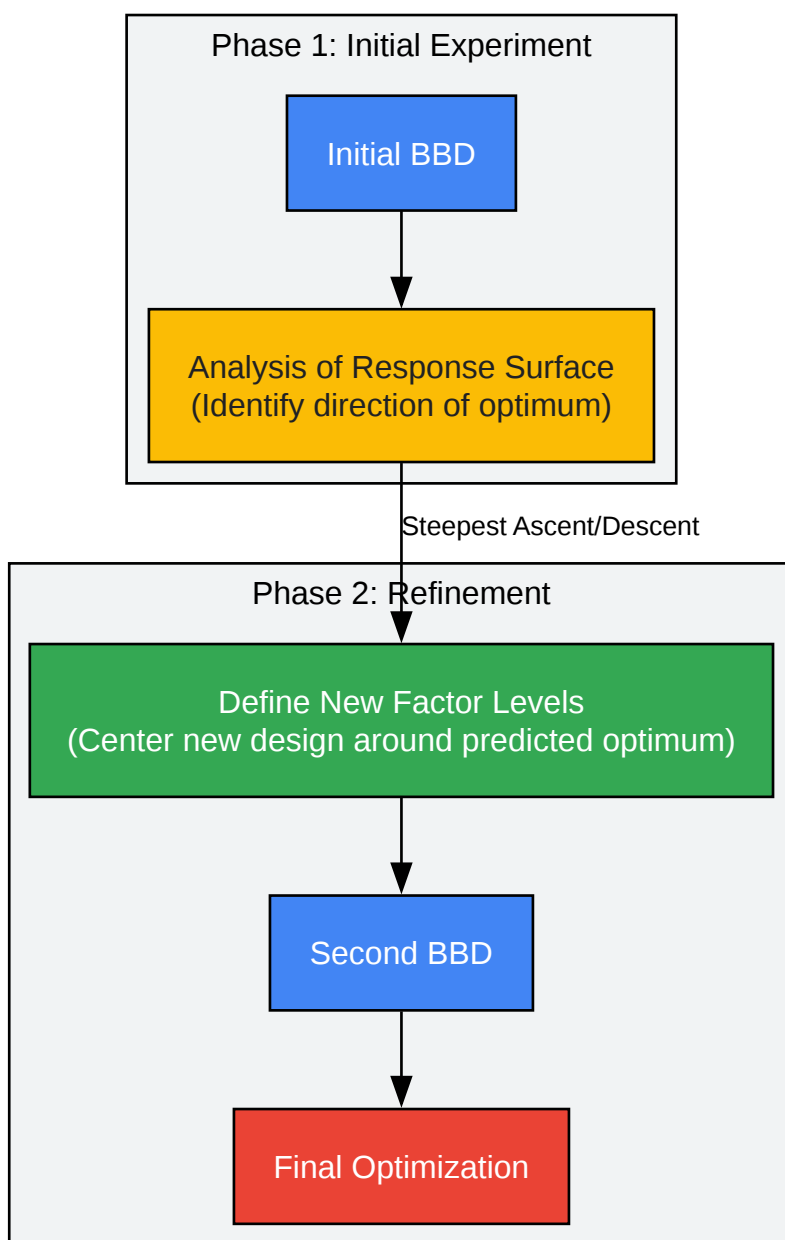 Phase 1: Initial Experiment
Initial BBD
Analysis of Response Surface
(Identify direction of optimum)
Steepest Ascent/Descent
Phase 2: Refinement
Define New Factor Levels
(Center new design around predicted optimum)
Second BBD
Final Optimization